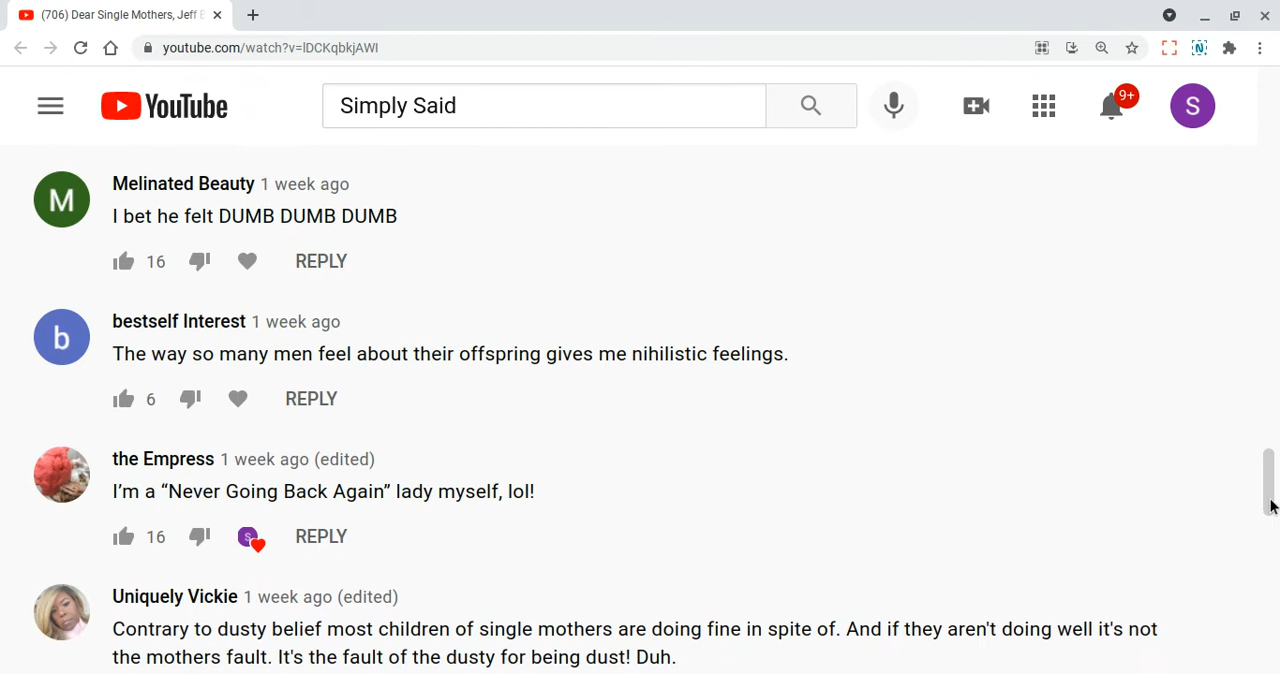 (706) Dear Single Mothers, Jeff
youtube.com/watch?v=lDCKqbkjAWI
YouTube
Simply Said
9+
S
M
Melinated Beauty 1 week ago
I bet he felt DUMB DUMB DUMB
16 REPLY
b
bestself Interest 1 week ago
The way so many men feel about their offspring gives me nihilistic feelings.
6 REPLY
the Empress 1 week ago (edited)
I’m a “Never Going Back Again” lady myself, lol!
16 S REPLY
Uniquely Vickie 1 week ago (edited)
Contrary to dusty belief most children of single mothers are doing fine in spite of. And if they aren't doing well it's not
the mothers fault. It's the fault of the dusty for being dust! Duh.